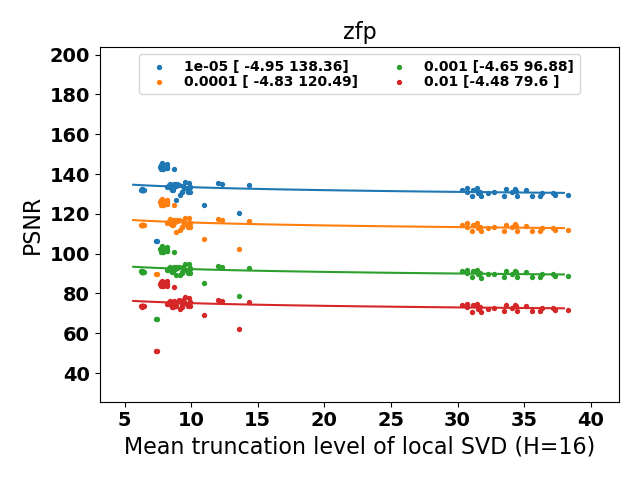 zfp
200
180
160
140
120
100
80
60
40
PSNR
1e-05 [ -4.95 138.36]
0.0001 [ -4.83 120.49]
0.001 [-4.65 96.88]
0.01 [-4.48 79.6 ]
5 10 15 20 25 30 35 40
Mean truncation level of local SVD (H=16)